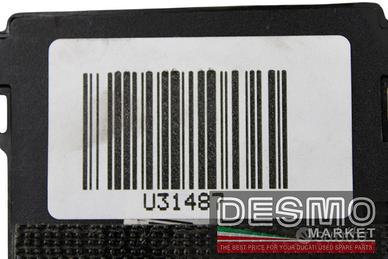 U31487
DESMO
MARKET
THE BEST PRICE FOR YOUR DUCATI USED SPARE PARTS